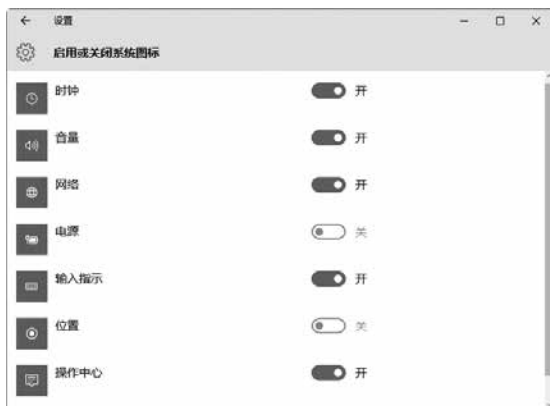 设置
启用或关闭系统图标
时钟 开
音量 开
网络 开
电源 关
输入指示 开
位置 关
操作中心 开